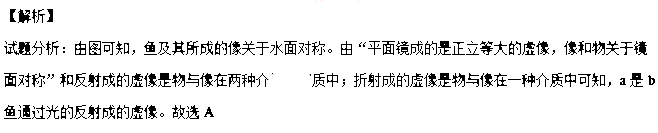 【解析】
试题分析：由图可知，鱼及其所成的像关于水面对称。由“平面镜成的是正立等大的虚像，像和物关于镜
面对称”和反射成的虚像是物与像在两种介 质中；折射成的虚像是物与像在一种介质中可知，a是b
鱼通过光的反射成的虚像。故选A